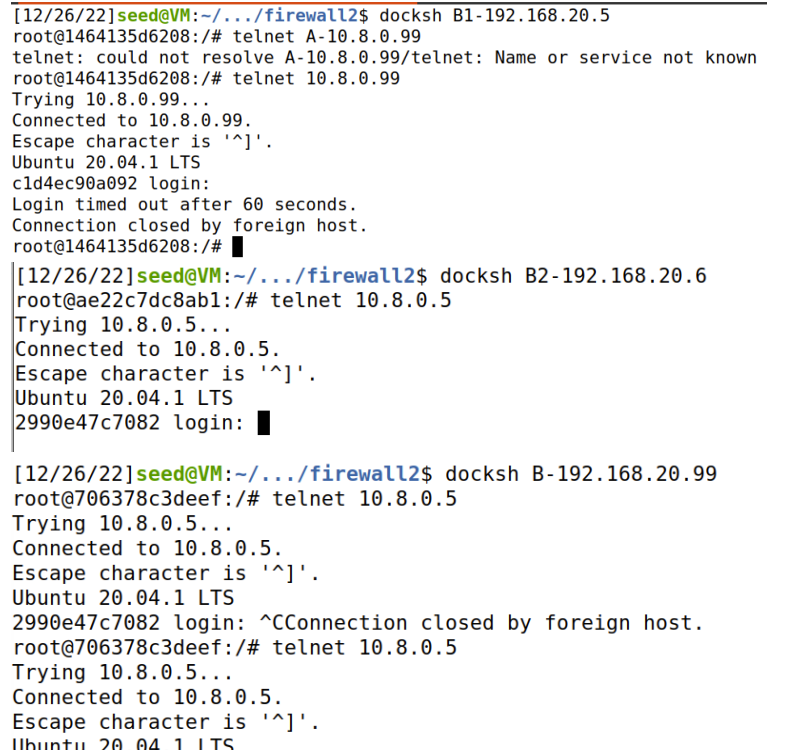 [12/26/22]seed@VM:~/.../firewall2$ docksh B1-192.168.20.5
root@1464135d6208:/# telnet A-10.8.0.99
telnet: could not resolve A-10.8.0.99/telnet: Name or service not known
root@1464135d6208:/# telnet 10.8.0.99
Trying 10.8.0.99...
Connected to 10.8.0.99.
Escape character is '^]'.
Ubuntu 20.04.1 LTS
c1d4ec90a092 login:
Login timed out after 60 seconds.
Connection closed by foreign host.
root@1464135d6208:/#
[12/26/22]seed@VM:~/.../firewall2$ docksh B2-192.168.20.6
root@ae22c7dc8ab1:/# telnet 10.8.0.5
Trying 10.8.0.5...
Connected to 10.8.0.5.
Escape character is '^]'.
Ubuntu 20.04.1 LTS
2990e47c7082 login:
[12/26/22]seed@VM:~/.../firewall2$ docksh B-192.168.20.99
root@706378c3deef:/# telnet 10.8.0.5
Trying 10.8.0.5...
Connected to 10.8.0.5.
Escape character is '^]'.
Ubuntu 20.04.1 LTS
2990e47c7082 login: ^CConnection closed by foreign host.
root@706378c3deef:/# telnet 10.8.0.5
Trying 10.8.0.5...
Connected to 10.8.0.5.
Escape character is '^]'.
Ubuntu 20.04.1 LTS